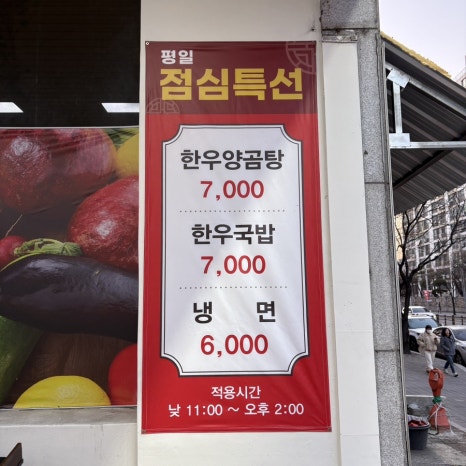 평일
점심특선
한우양곰탕
7,000
한우국밥
7,000
냉 면
6,000
적용시간
낮 11:00 ~ 오후 2:00